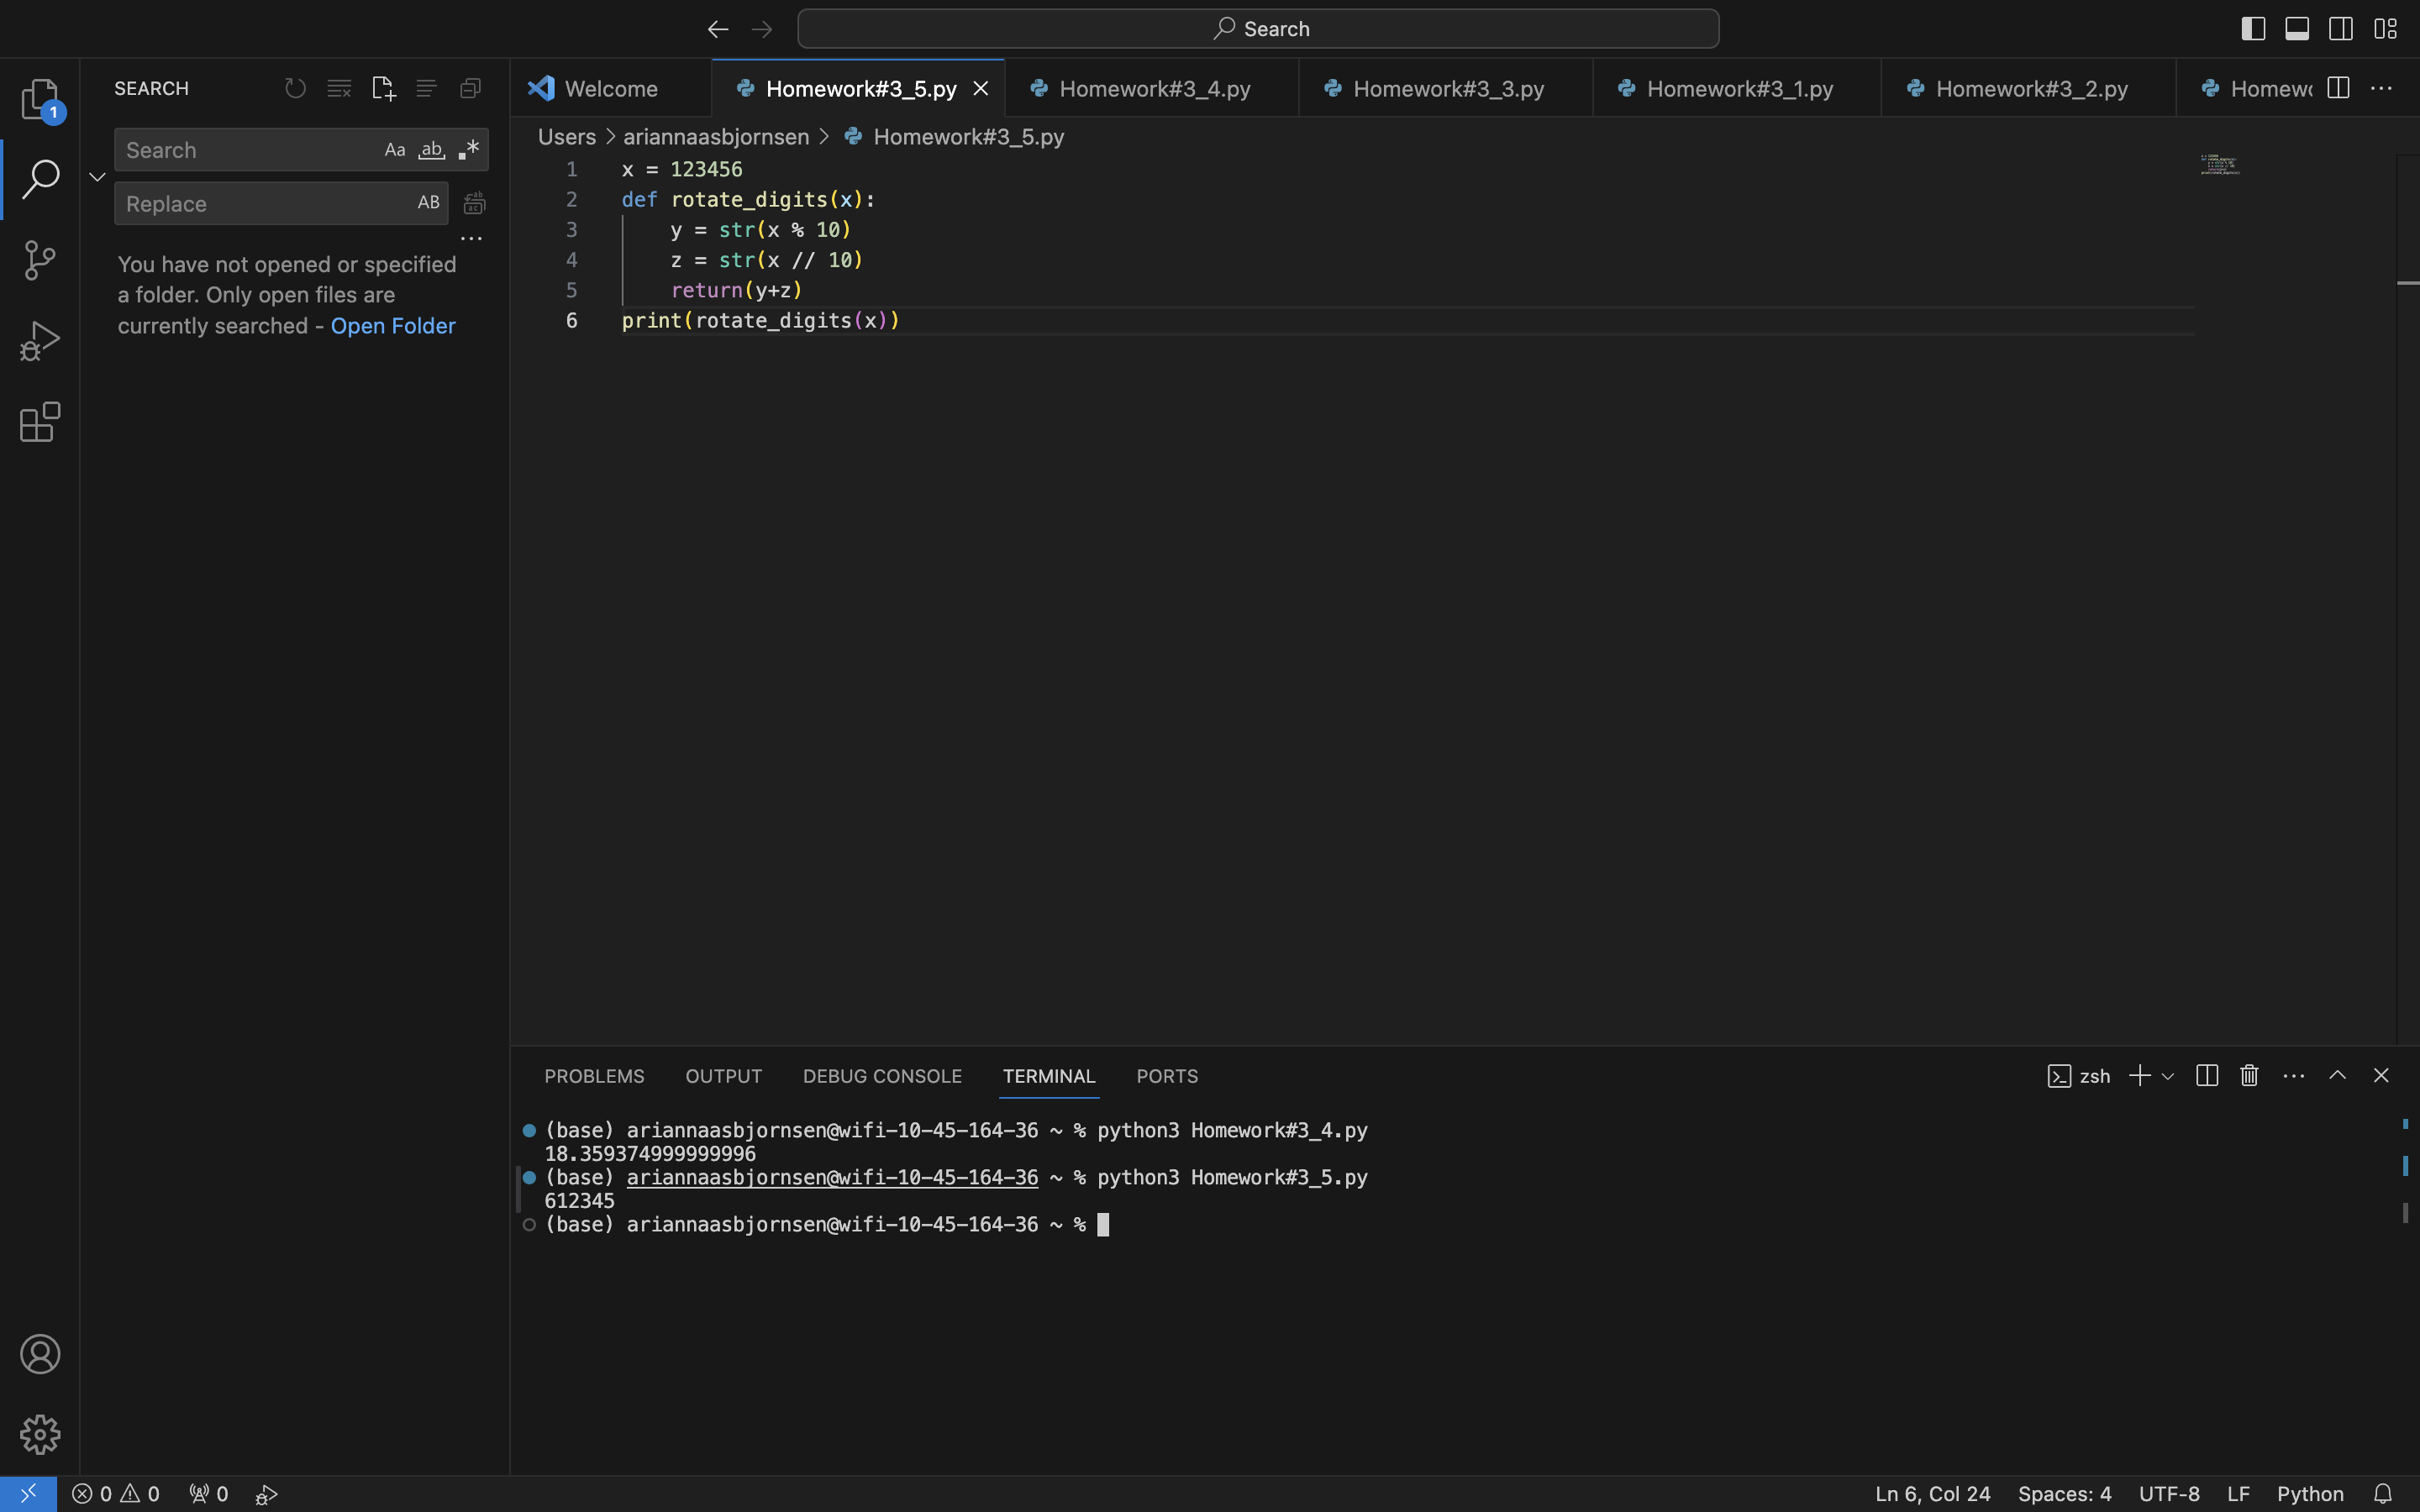 Search
SEARCH
Search Aa ab
Replace AB
You have not opened or specified
a folder. Only open files are
currently searched - Open Folder
1
Welcome Homework#3_5.py Homework#3_4.py Homework#3_3.py Homework#3_1.py Homework#3_2.py Homewo
Users > ariannaasbjornsen > Homework#3_5.py
1 x = 123456
2 def rotate_digits(x):
3 y = str(x % 10)
4 z = str(x // 10)
5 return(y+z)
6 print(rotate_digits(x))
PROBLEMS OUTPUT DEBUG CONSOLE TERMINAL PORTS zsh
(base) ariannaasbjornsen@wifi-10-45-164-36 ~ % python3 Homework#3_4.py
18.359374999999996
(base) ariannaasbjornsen@wifi-10-45-164-36 ~ % python3 Homework#3_5.py
612345
(base) ariannaasbjornsen@wifi-10-45-164-36 ~ %
0 0 0 Ln 6, Col 24 Spaces: 4 UTF-8 LF Python